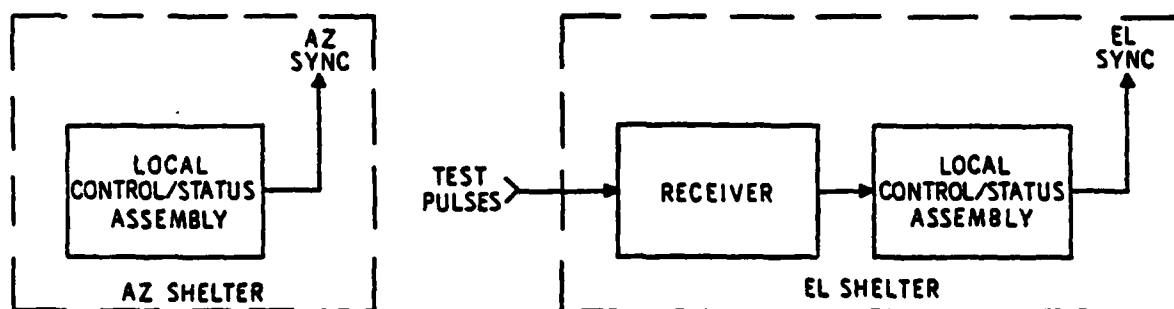 AZ
SYNC
LOCAL
CONTROL/STATUS
ASSEMBLY
AZ SHELTER
TEST
PULSES
RECEIVER
EL
SYNC
LOCAL
CONTROL/STATUS
ASSEMBLY
EL SHELTER